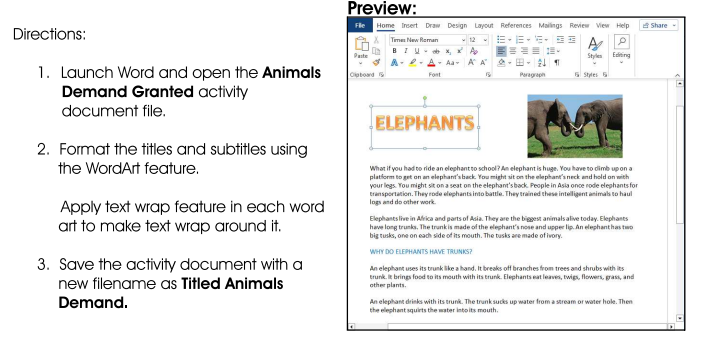 Directions:
1. Launch Word and open the Animals
Demand Granted activity
document file.
2. Format the titles and subtitles using
the WordArt feature.
Apply text wrap feature in each word
art to make text wrap around it.
3. Save the activity document with a
new filename as Titled Animals
Demand.
Preview:
File Home Insert Draw Design Layout References Mailings Review View Help Share
Times New Roman 12
Paste
B I U ab x₂ x²
A A Aa A A
Styles Editing
Clipboard Font Paragraph Styles
ELEPHANTS
What if you had to ride an elephant to school? An elephant is huge. You have to climb up on a
platform to get on an elephant's back. You might sit on the elephant's neck and hold on with
your legs. You might sit on a seat on the elephant's back. People in Asia once rode elephants for
transportation. They rode elephants into battle. They trained these intelligent animals to haul
logs and do other work.
Elephants live in Africa and parts of Asia. They are the biggest animals alive today. Elephants
have long trunks. The trunk is made of the elephant's nose and upper lip. An elephant has two
big tusks, one on each side of its mouth. The tusks are made of ivory.
WHY DO ELEPHANTS HAVE TRUNKS?
An elephant uses its trunk like a hand. It breaks off branches from trees and shrubs with its
trunk. It brings food to its mouth with its trunk. Elephants eat leaves, twigs, flowers, grass, and
other plants.
An elephant drinks with its trunk. The trunk sucks up water from a stream or water hole. Then
the elephant squirts the water into its mouth.